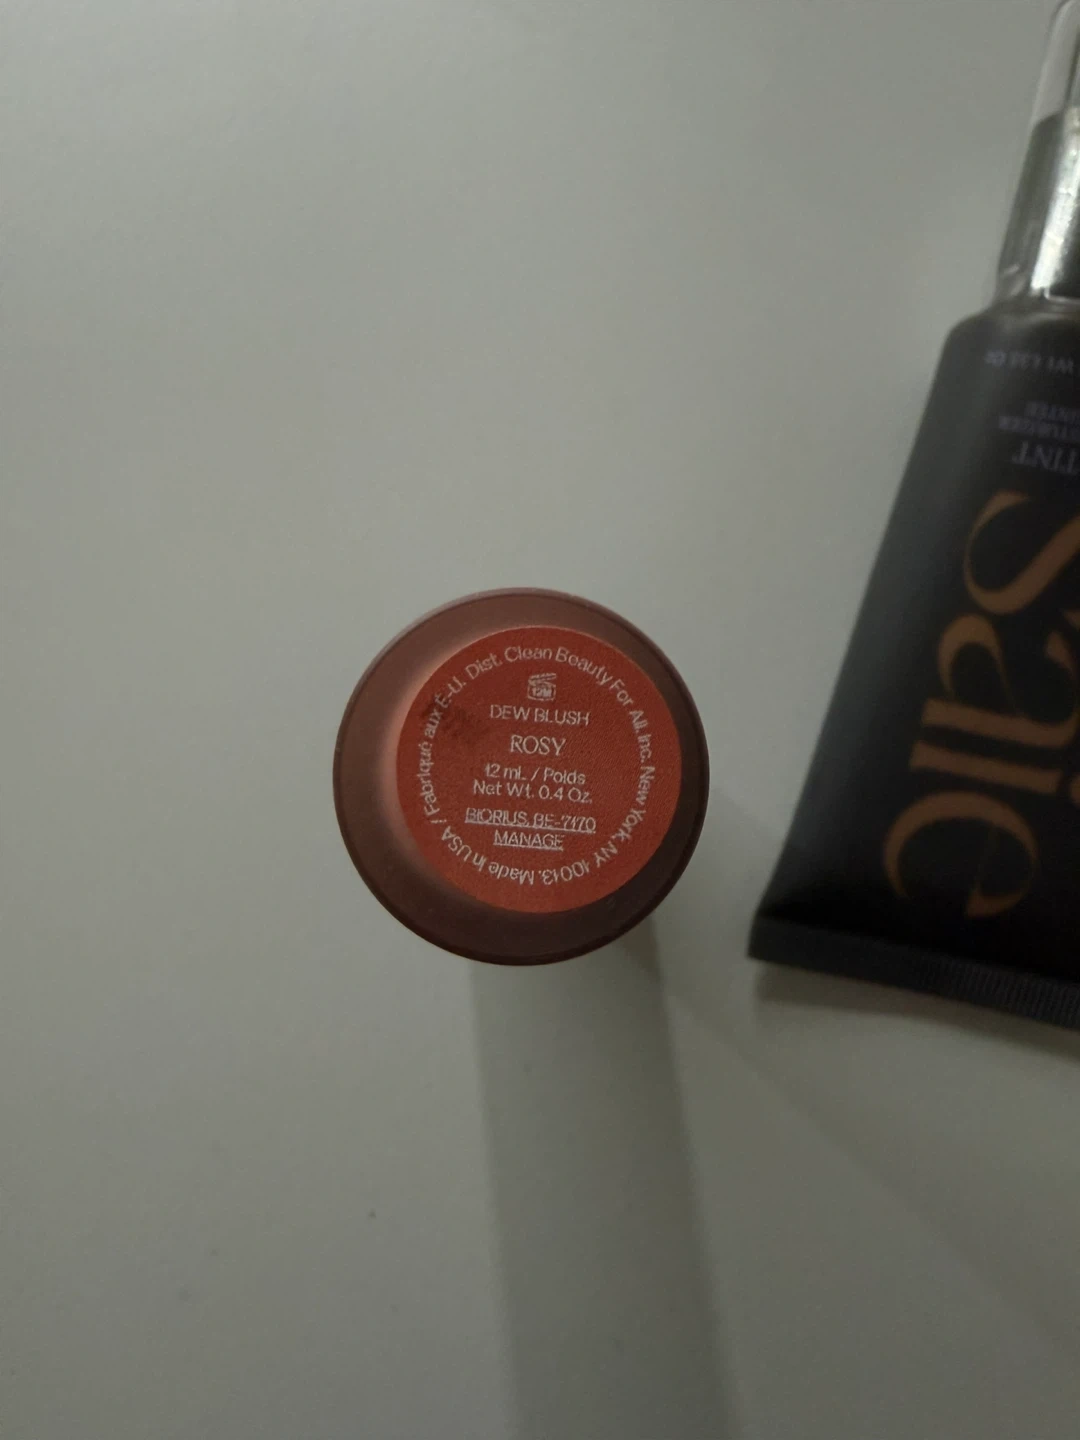 Made in USA / Fabriqué aux É-U. Dist. Clean Beauty For All, Inc. New York, NY 10013.
12M
DEW BLUSH
ROSY
12 mL / Poids
Net Wt. 0.4 Oz.
BIORIUS, BE-7170
MANAGE
Saie
TINT